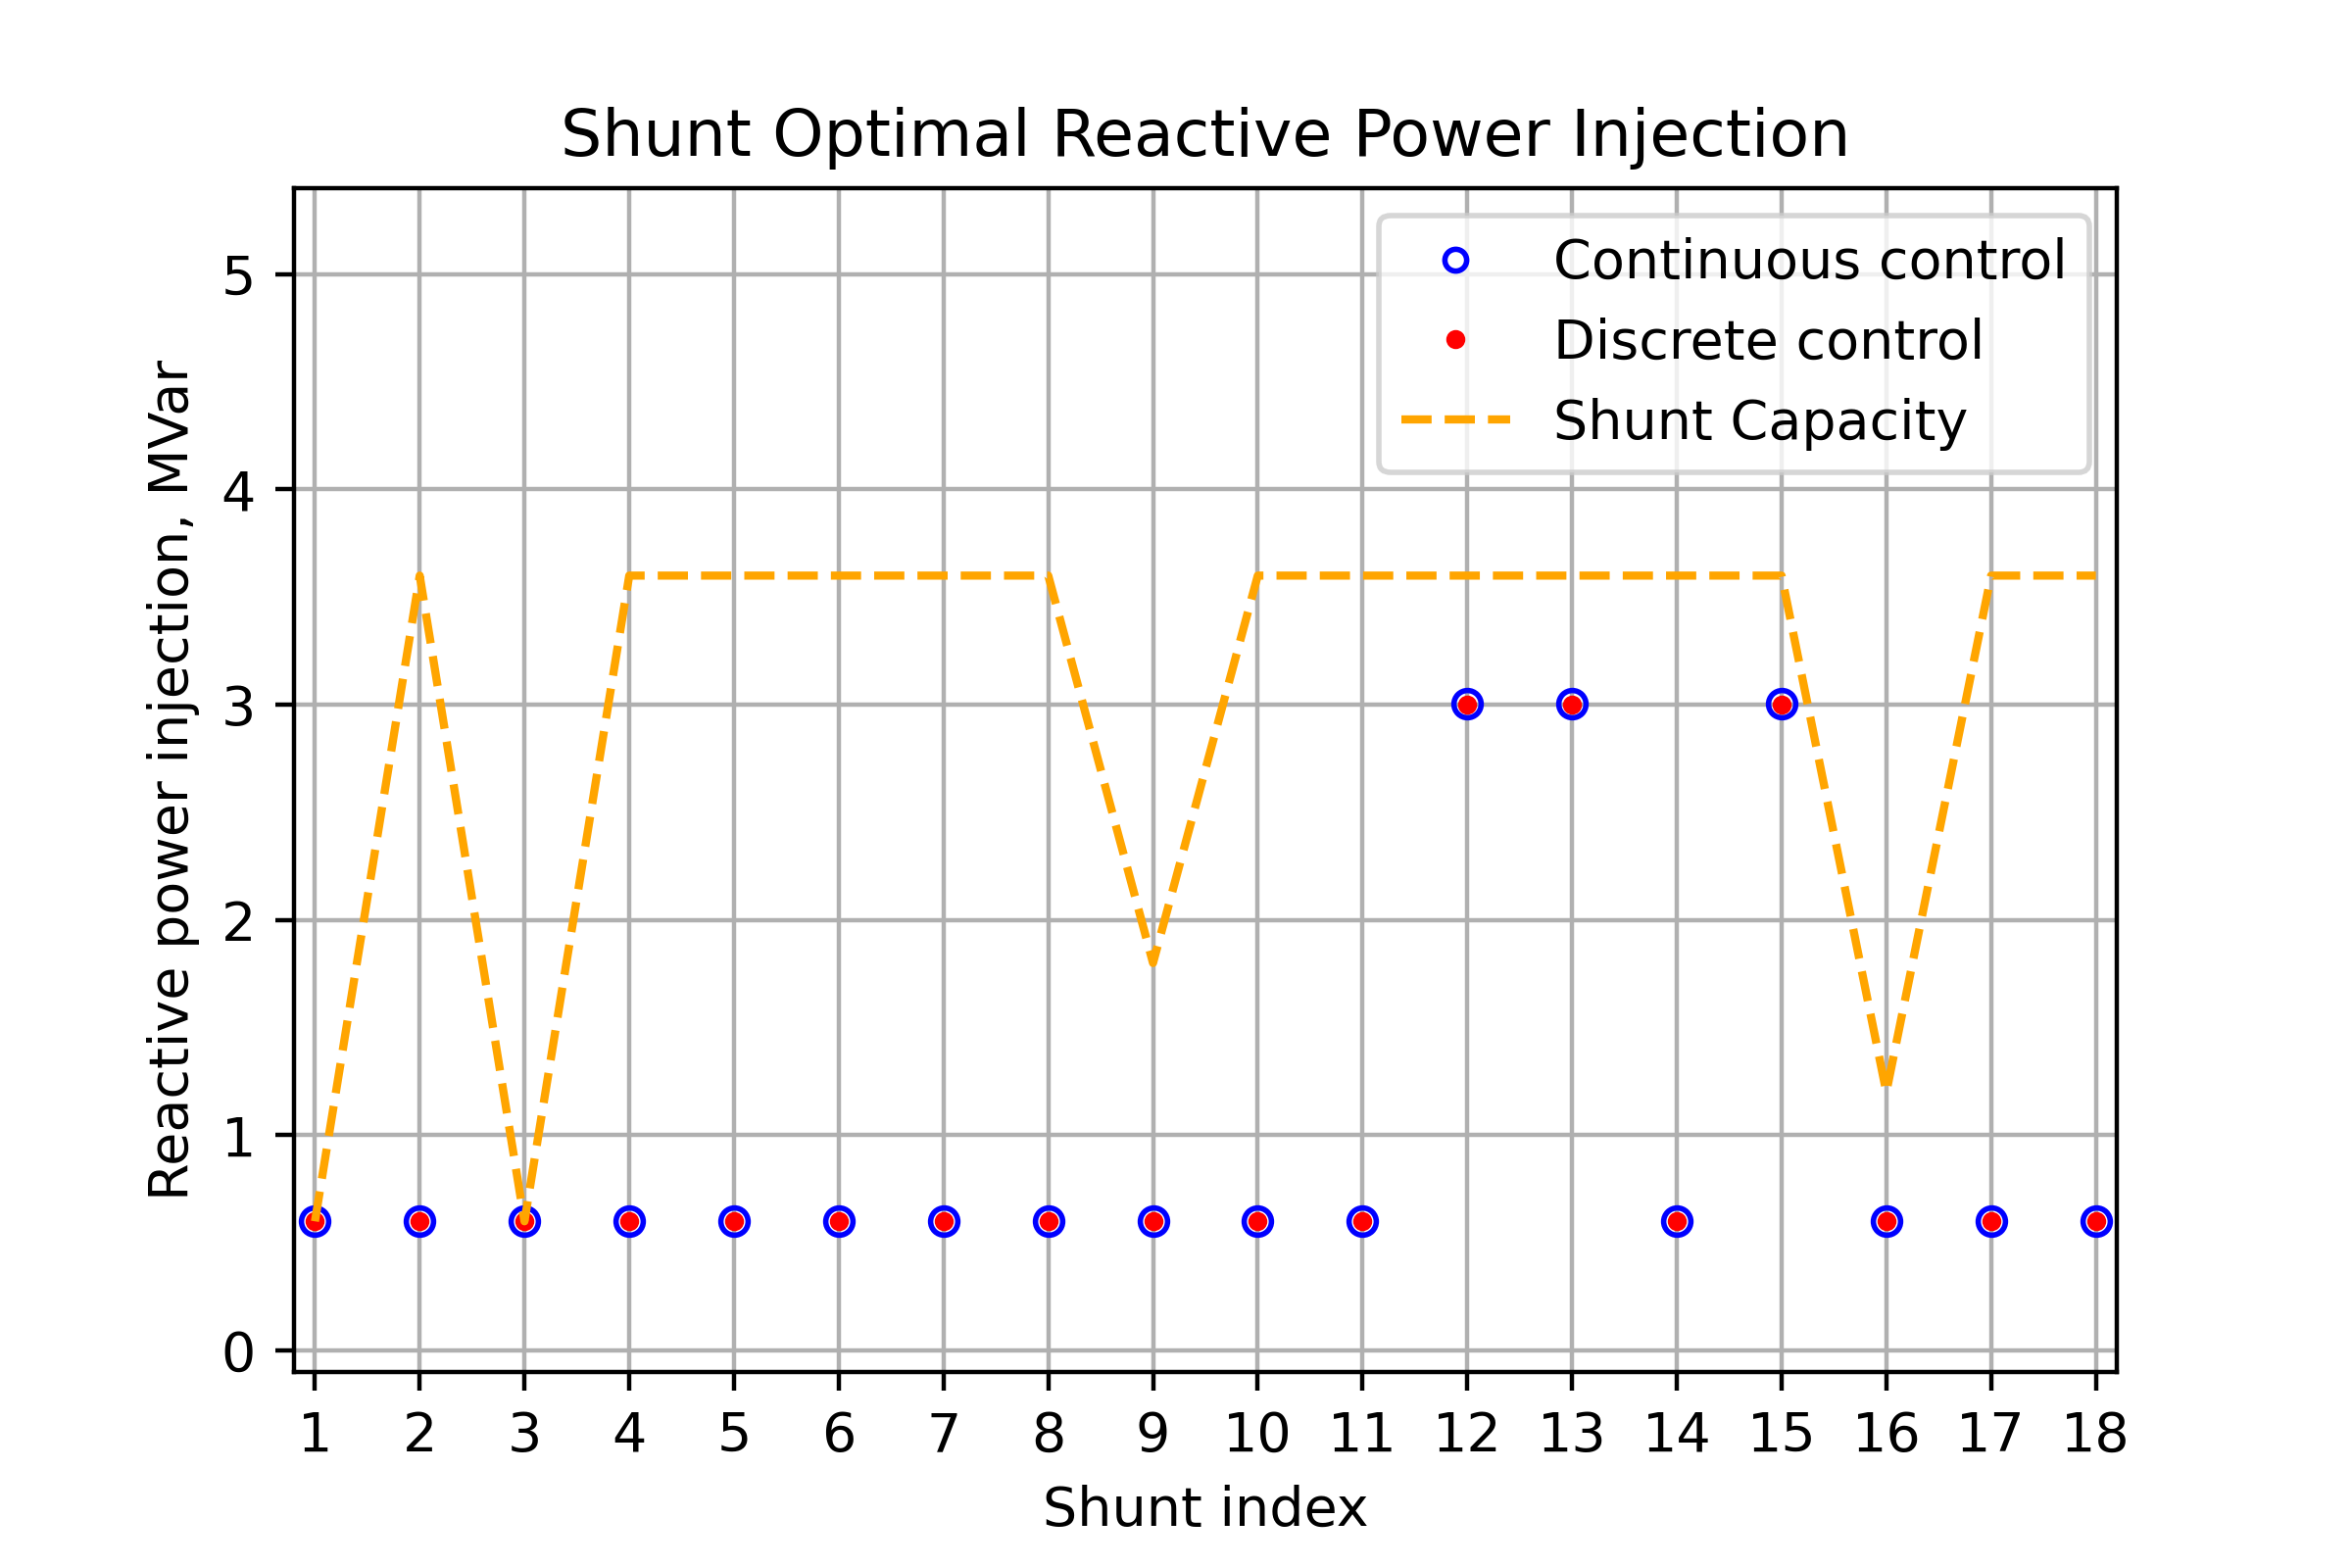 Shunt Optimal Reactive Power Injection
Reactive power injection, MVar
5
4
3
2
1
0
Continuous control
Discrete control
Shunt Capacity
1 2 3 4 5 6 7 8 9 10 11 12 13 14 15 16 17 18
Shunt index